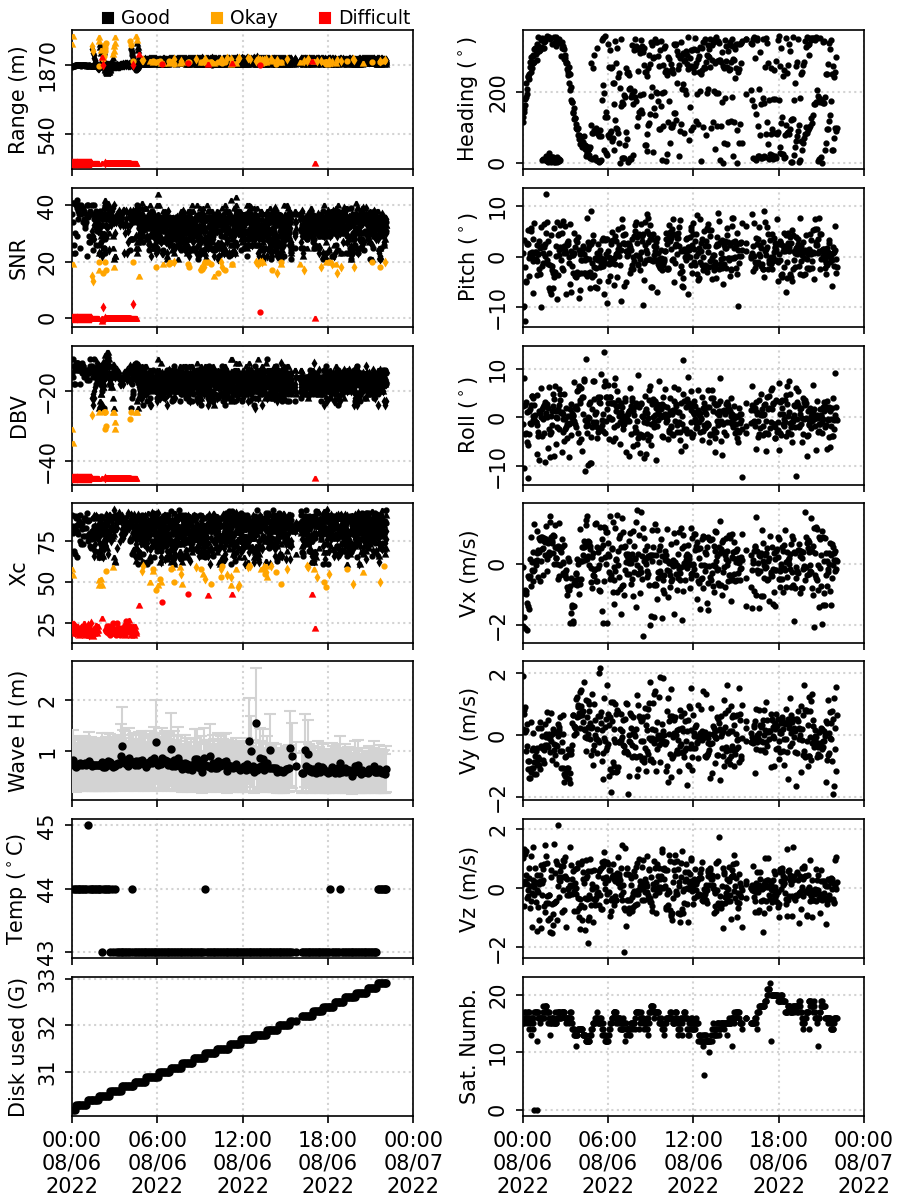 Good Okay Difficult
Range (m)
1870
540
Heading (°)
200
0
SNR
40
20
0
Pitch (°)
10
0
−10
DBV
−20
−40
Roll (°)
10
0
−10
Xc
75
50
25
Vx (m/s)
0
−2
Wave H (m)
2
1
Vy (m/s)
2
0
−2
Temp (°C)
45
44
43
Vz (m/s)
2
0
−2
Disk used (G)
33
32
31
Sat. Numb.
20
10
0
00:00 06:00 12:00 18:00 00:00
08/06 08/06 08/06 08/06 08/07
2022 2022 2022 2022 2022
00:00 06:00 12:00 18:00 00:00
08/06 08/06 08/06 08/06 08/07
2022 2022 2022 2022 2022